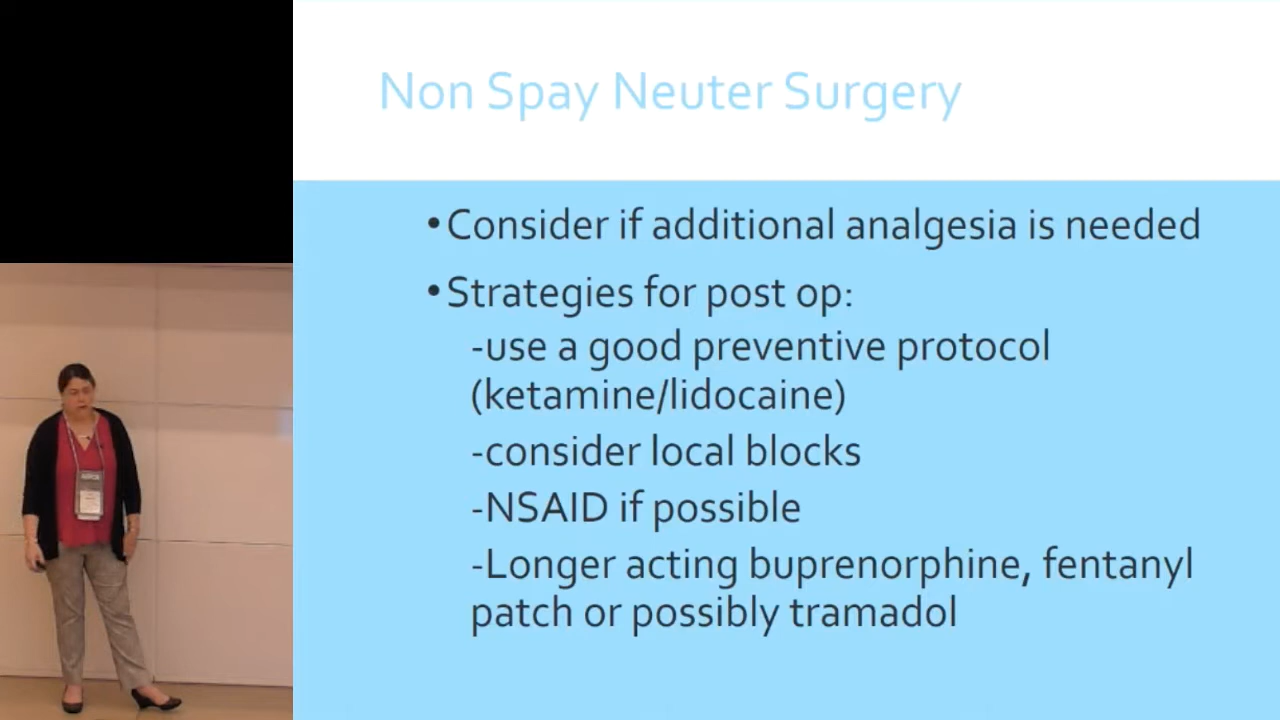 Non Spay Neuter Surgery
•Consider if additional analgesia is needed
•Strategies for post op:
-use a good preventive protocol
(ketamine/lidocaine)
-consider local blocks
-NSAID if possible
-Longer acting buprenorphine, fentanyl
patch or possibly tramadol